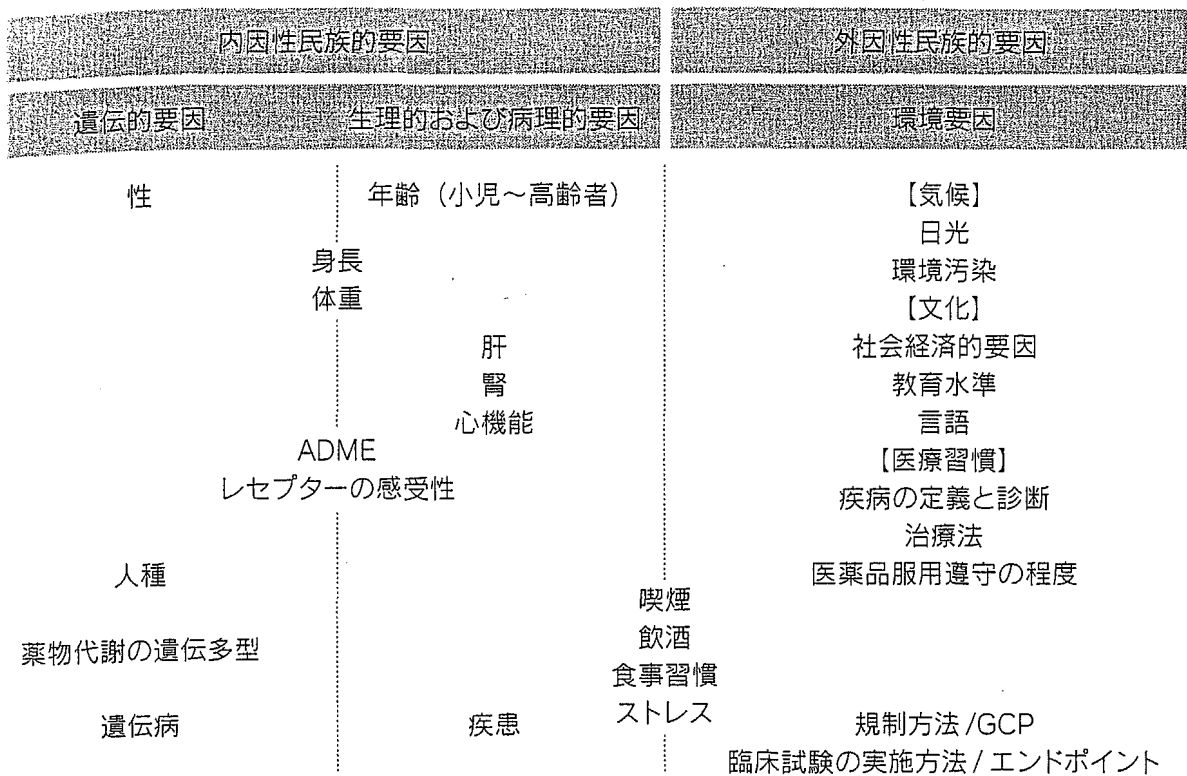 内因性民族的要因 外因性民族的要因
遺伝的要因 生理的および病理的要因 環境要因
性 年齢（小児～高齢者） 【気候】
日光
身長
環境汚染
体重
【文化】
肝 社会経済的要因
腎 教育水準
心機能 言語
ADME
【医療習慣】
レセプターの感受性
疾病の定義と診断
治療法
人種 医薬品服用遵守の程度
喫煙
飲酒
薬物代謝の遺伝多型
食事習慣
ストレス
遺伝病 疾患 規制方法/GCP
臨床試験の実施方法/エンドポイント